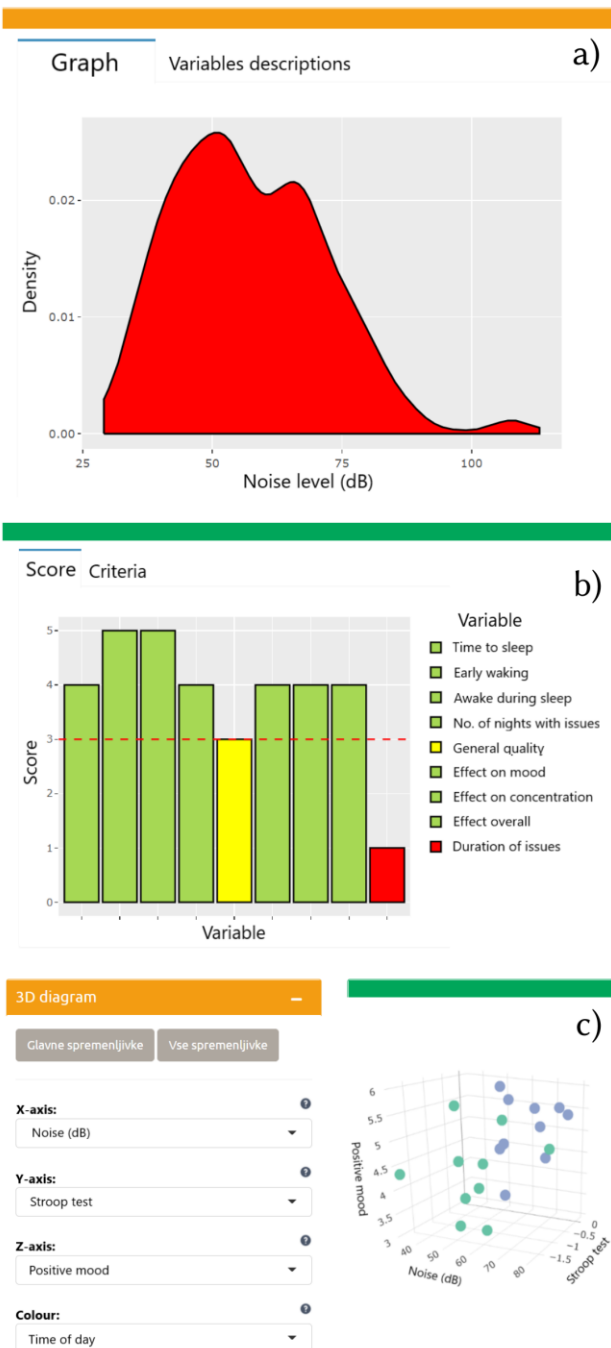 a)
Graph Variables descriptions
0.02
0.01
0.00
Density
25 50 75 100
Noise level (dB)
b)
Score Criteria
5
4
3
2
1
0
Score
Variable
Variable
Time to sleep
Early waking
Awake during sleep
No. of nights with issues
General quality
Effect on mood
Effect on concentration
Effect overall
Duration of issues
3D diagram
Glavne spremenljivke Vse spremenljivke
X-axis:
Noise (dB)
Y-axis:
Stroop test
Z-axis:
Positive mood
Colour:
Time of day
c)
6
5.5
5
4.5
4
3.5
3
Positive mood
40 50 60 70 80
Noise (dB)
0
−0.5
−1
−1.5
Stroop test